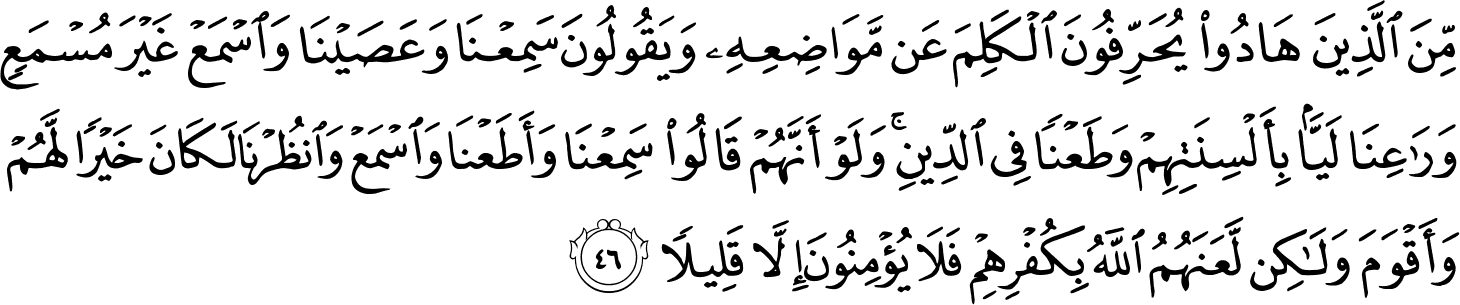 مِّنَ ٱلَّذِينَ هَادُوا۟ يُحَرِّفُونَ ٱلْكَلِمَ عَن مَّوَاضِعِهِۦ وَيَقُولُونَ سَمِعْنَا وَعَصَيْنَا وَٱسْمَعْ غَيْرَ مُسْمَعٍ
وَرَٰعِنَا لَيًّۢا بِأَلْسِنَتِهِمْ وَطَعْنًا فِى ٱلدِّينِ ۚ وَلَوْ أَنَّهُمْ قَالُوا۟ سَمِعْنَا وَأَطَعْنَا وَٱسْمَعْ وَٱنظُرْنَا لَكَانَ خَيْرًا لَّهُمْ
وَأَقْوَمَ وَلَـٰكِن لَّعَنَهُمُ ٱللَّهُ بِكُفْرِهِمْ فَلَا يُؤْمِنُونَ إِلَّا قَلِيلًا ٤٦